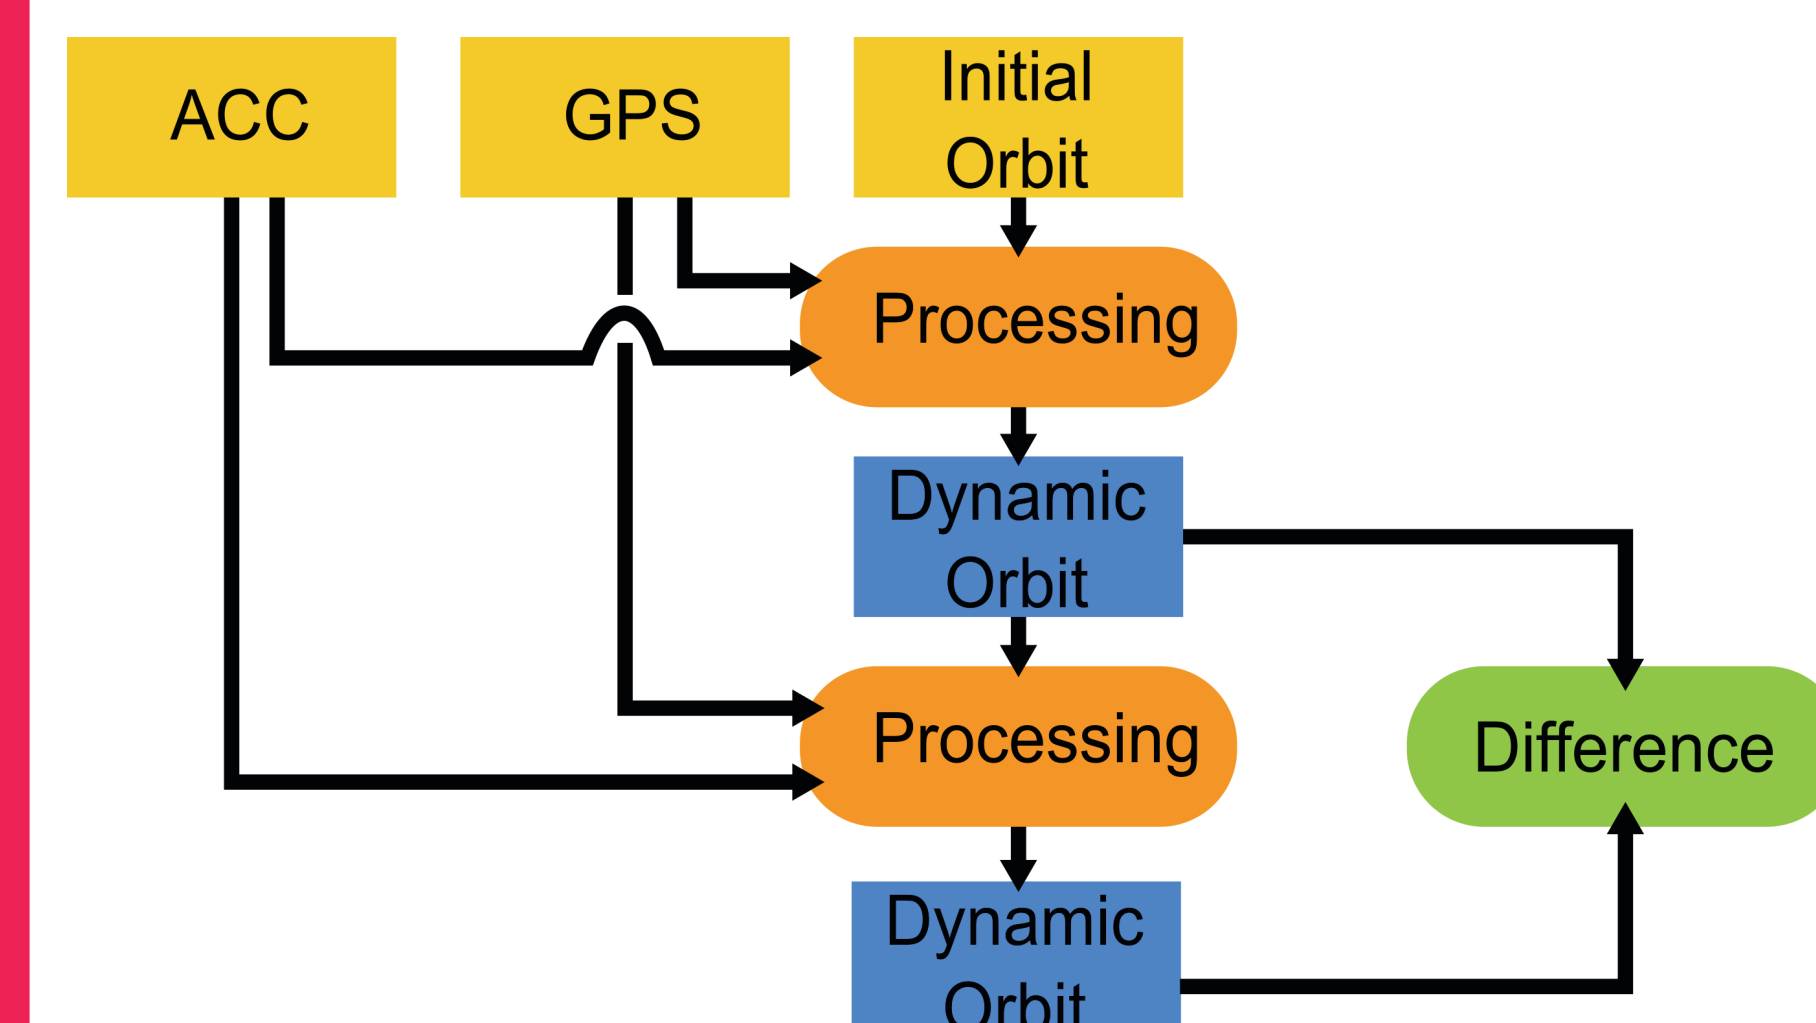 ACC
GPS
Initial
Orbit
Processing
Dynamic
Orbit
Processing
Difference
Dynamic
Orbit